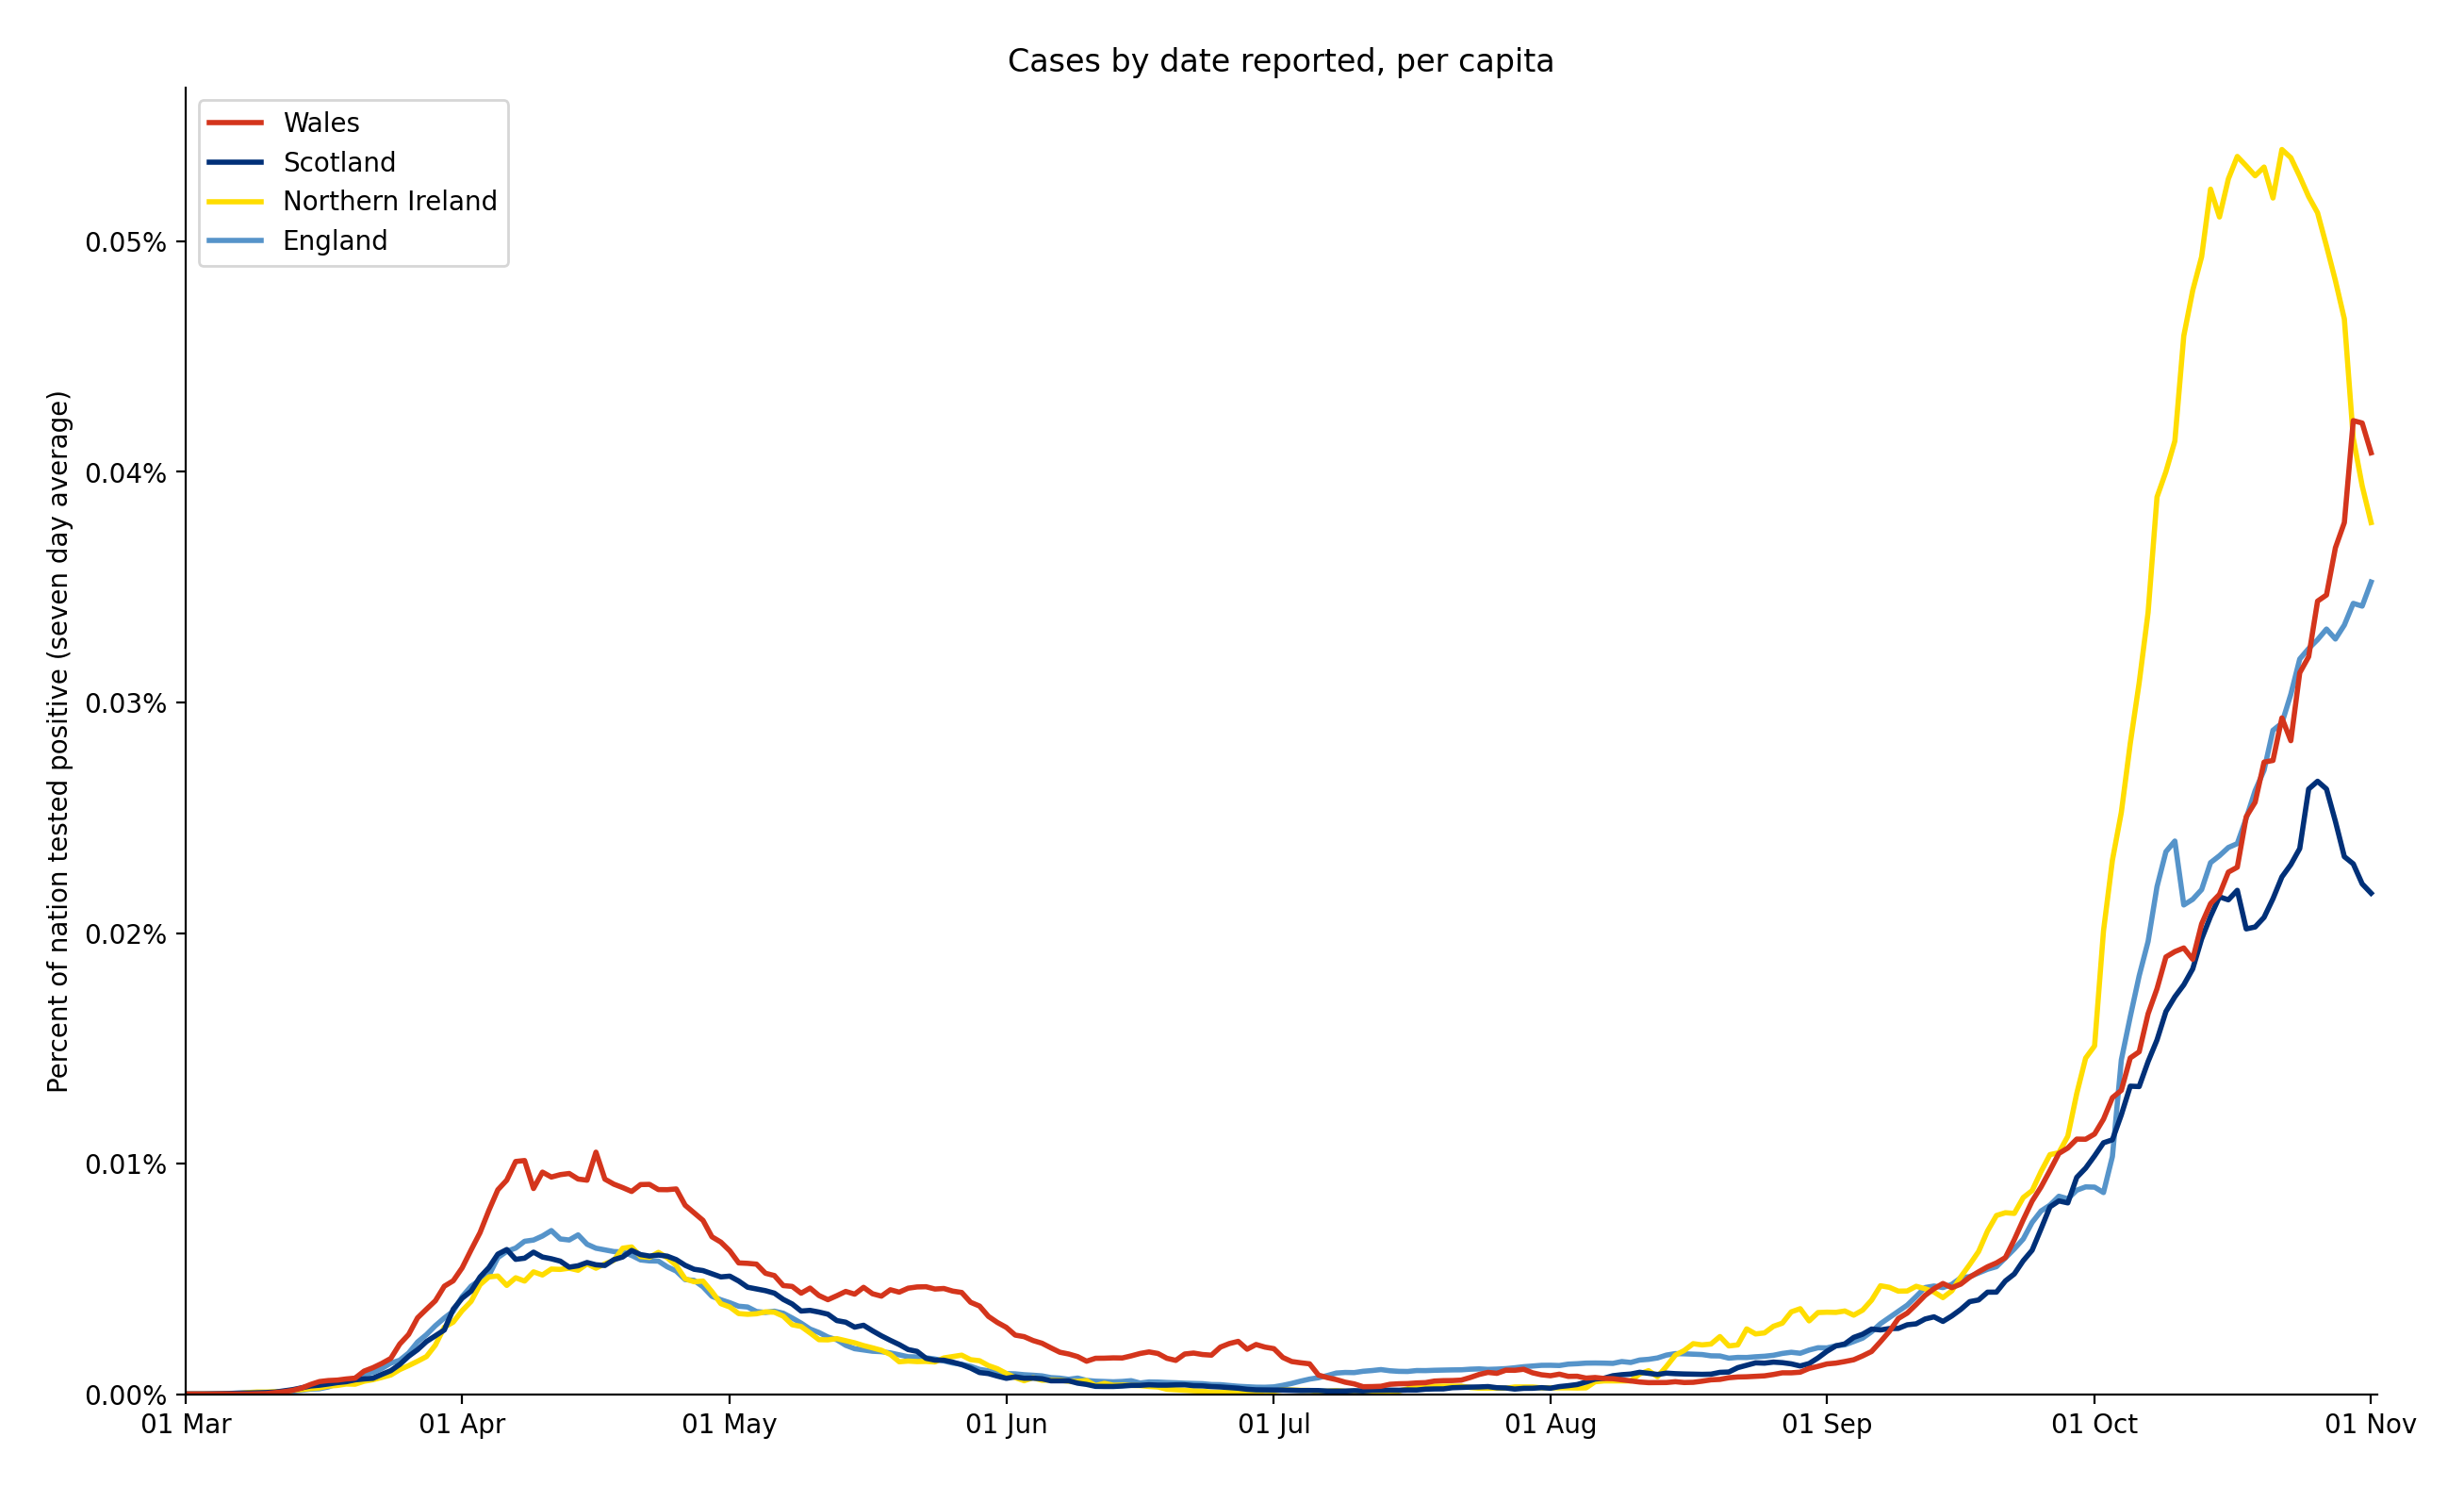 Cases by date reported, per capita
Wales
Scotland
Northern Ireland
England
Percent of nation tested positive (seven day average)
0.05%
0.04%
0.03%
0.02%
0.01%
0.00%
01 Mar
01 Apr
01 May
01 Jun
01 Jul
01 Aug
01 Sep
01 Oct
01 Nov